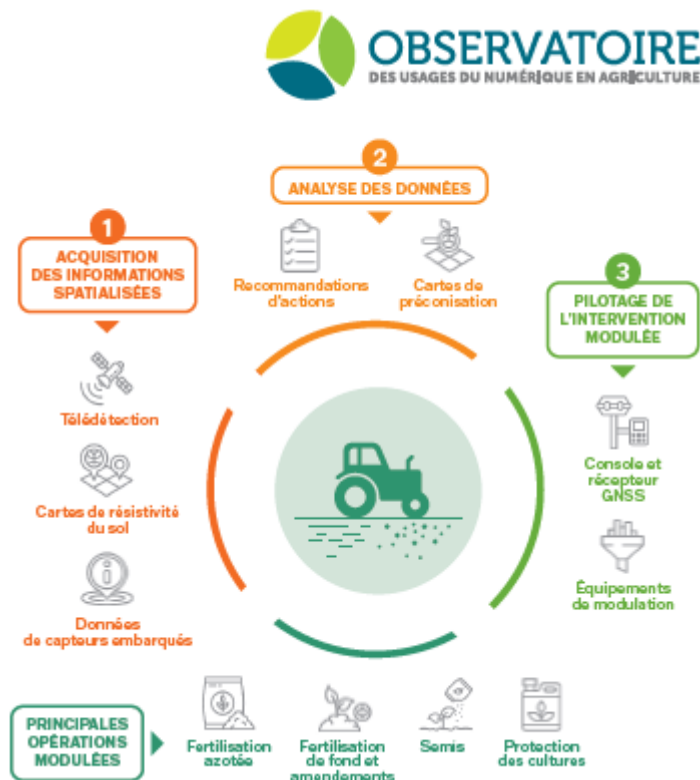 OBSERVATOIRE
DES USAGES DU NUMÉRIQUE EN AGRICULTURE
1
ACQUISITION
DES INFORMATIONS
SPATIALISÉES
Télédétection
Cartes de résistivité
du sol
Données
de capteurs embarqués
2
ANALYSE DES DONNÉES
Recommandations
d'actions
Cartes de
préconisation
3
PILOTAGE DE
L'INTERVENTION
MODULÉE
Console et
récepteur
GNSS
Équipements
de modulation
PRINCIPALES
OPÉRATIONS
MODULÉES
Fertilisation
azotée
Fertilisation
de fond et
amendements
Semis
Protection
des cultures